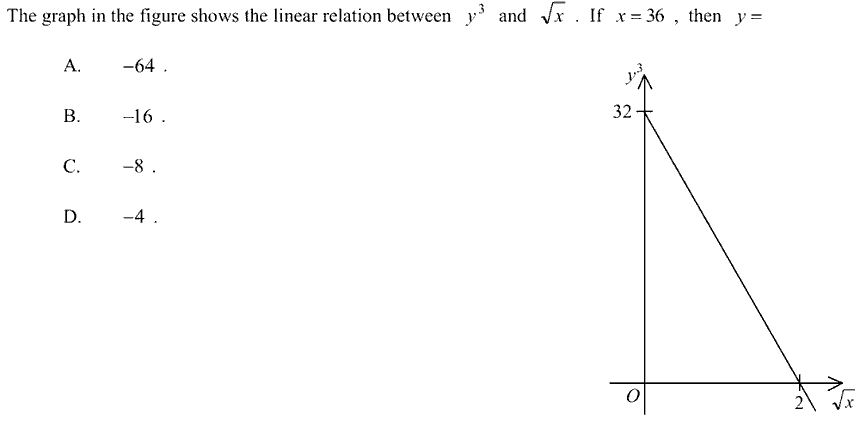 The graph in the figure shows the linear relation between y³ and √x . If x = 36 , then y =
A. −64 .
B. −16 .
C. −8 .
D. −4 .
y³
32
O
2
√x